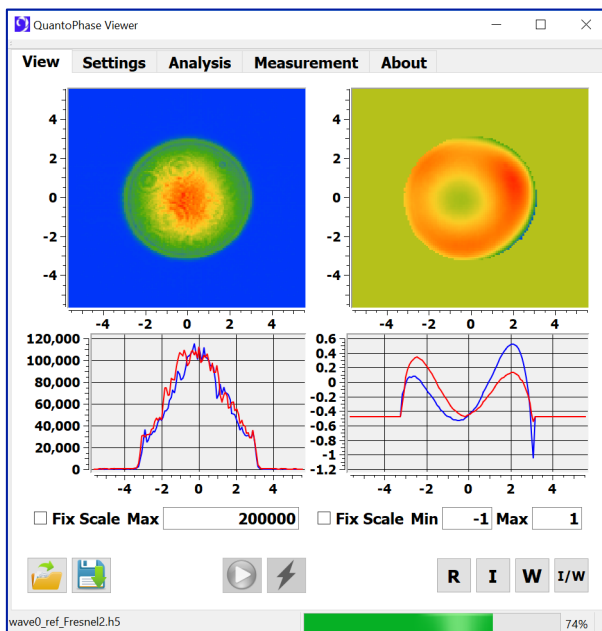 QuantoPhase Viewer
View Settings Analysis Measurement About
4 4
2 2
0 0
-2 -2
-4 -4
-4 -2 0 2 4 -4 -2 0 2 4
120,000 0.6
100,000 0.4
80,000 0.2
60,000 0
40,000 -0.2
20,000 -0.4
0 -0.6
-0.8
-1
-1.2
-4 -2 0 2 4 -4 -2 0 2 4
Fix Scale Max 200000 Fix Scale Min -1 Max 1
R I W I/W
wave0_ref_Fresnel2.h5 74%